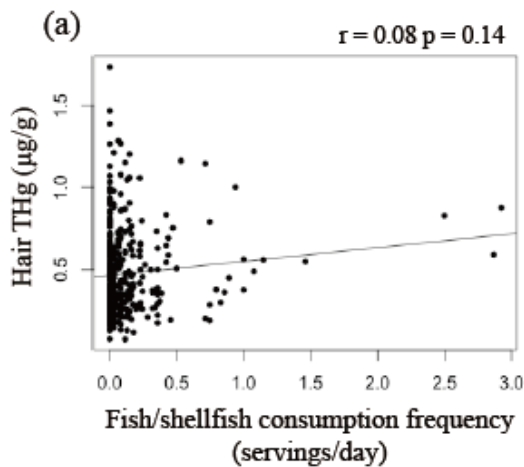 (a)
r = 0.08 p = 0.14
Hair THg (µg/g)
1.5
1.0
0.5
0.0 0.5 1.0 1.5 2.0 2.5 3.0
Fish/shellfish consumption frequency
(servings/day)